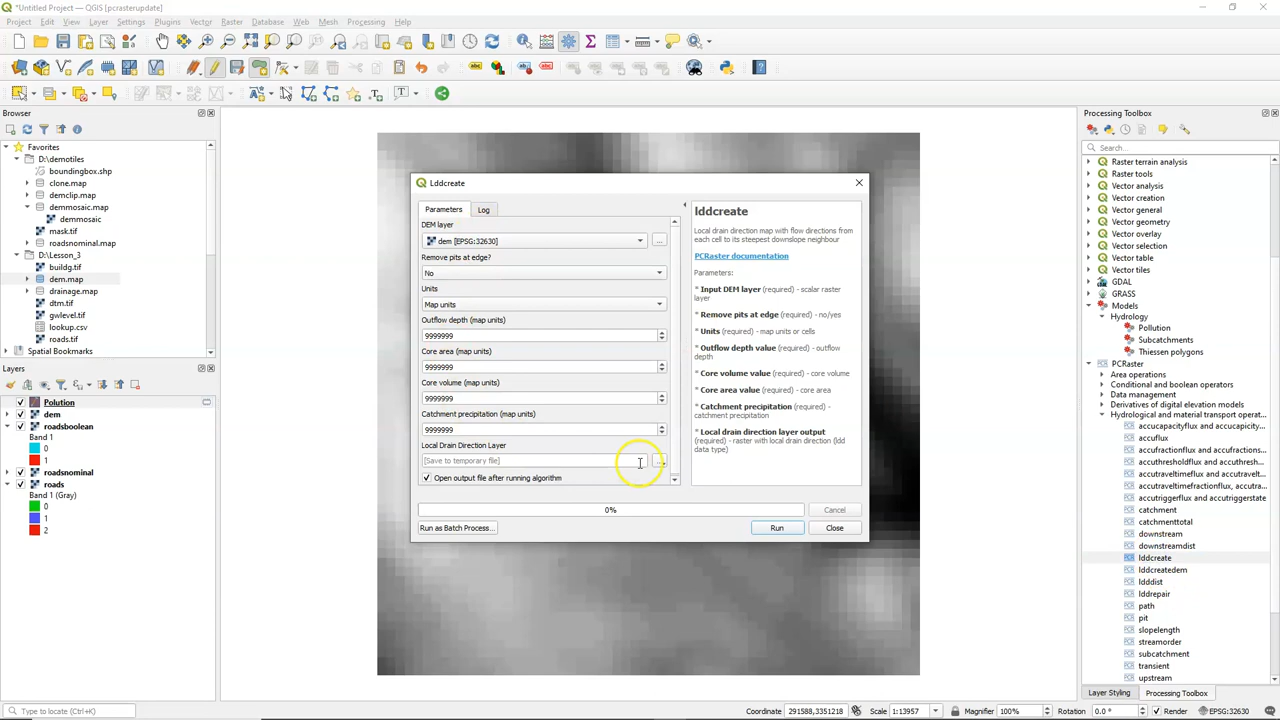 *Untitled Project — QGIS [pcrasterupdate]
Project Edit View Layer Settings Plugins Vector Raster Database Web Mesh Processing Help
Browser
Favorites
D:\demotiles
boundingbox.shp
clone.map
demclip.map
demmosaic.map
demmosaic
mask.tif
roadsnominal.map
D:\Lesson_3
buildg.tif
dem.map
drainage.map
dtm.tif
gwlevel.tif
lookup.csv
roads.tif
Spatial Bookmarks
Layers
Polution
dem
roadsboolean
Band 1
0
1
roadsnominal
roads
Band 1 (Gray)
0
1
2
Lddcreate
Parameters Log
DEM layer
dem [EPSG:32630]
...
Remove pits at edge?
No
Units
Map units
Outflow depth (map units)
9999999
Core area (map units)
9999999
Core volume (map units)
9999999
Catchment precipitation (map units)
9999999
Local Drain Direction Layer
[Save to temporary file]
Open output file after running algorithm
lddcreate
Local drain direction map with flow directions
from each cell to its steepest downslope
neighbour
PCRaster documentation
Parameters:
* Input DEM layer (required) - scalar raster
layer
* Remove pits at edge (required) - no/yes
* Units (required) - map units or cells
* Outflow depth value (required) - outflow
depth
* Core volume value (required) - core volume
* Core area value (required) - core area
* Catchment precipitation (required) -
catchment precipitation
* Local drain direction layer output
(required) - raster with local drain direction (ldd
data type)
0%
Cancel
Run as Batch Process...
Run
Close
Processing Toolbox
Search...
Raster terrain analysis
Raster tools
Vector analysis
Vector creation
Vector general
Vector geometry
Vector overlay
Vector selection
Vector table
Vector tiles
GDAL
GRASS
Models
Hydrology
Pollution
Subcatchments
Thiessen polygons
PCRaster
Area operations
Conditional and boolean operators
Data management
Derivatives of digital elevation models
Hydrological and material transport operat...
accucapacityflux and accucapacity...
accuflux
accufractionflux and accufractions...
accuthresholdflux and accuthresh...
accutraveltimeflux and accutravelt...
accutraveltimefractionflux, accutr...
accutriggerflux and accutriggerstate
catchment
catchmenttotal
downstream
downstreamdist
lddcreate
lddcreatedem
ldddist
lddrepair
path
pit
slopelength
streamorder
subcatchment
transient
upstream
Layer Styling Processing Toolbox
Type to locate (Ctrl+K)
Coordinate 291588,3351218 Scale 1:13957 Magnifier 100% Rotation 0.0 ° Render EPSG:32630